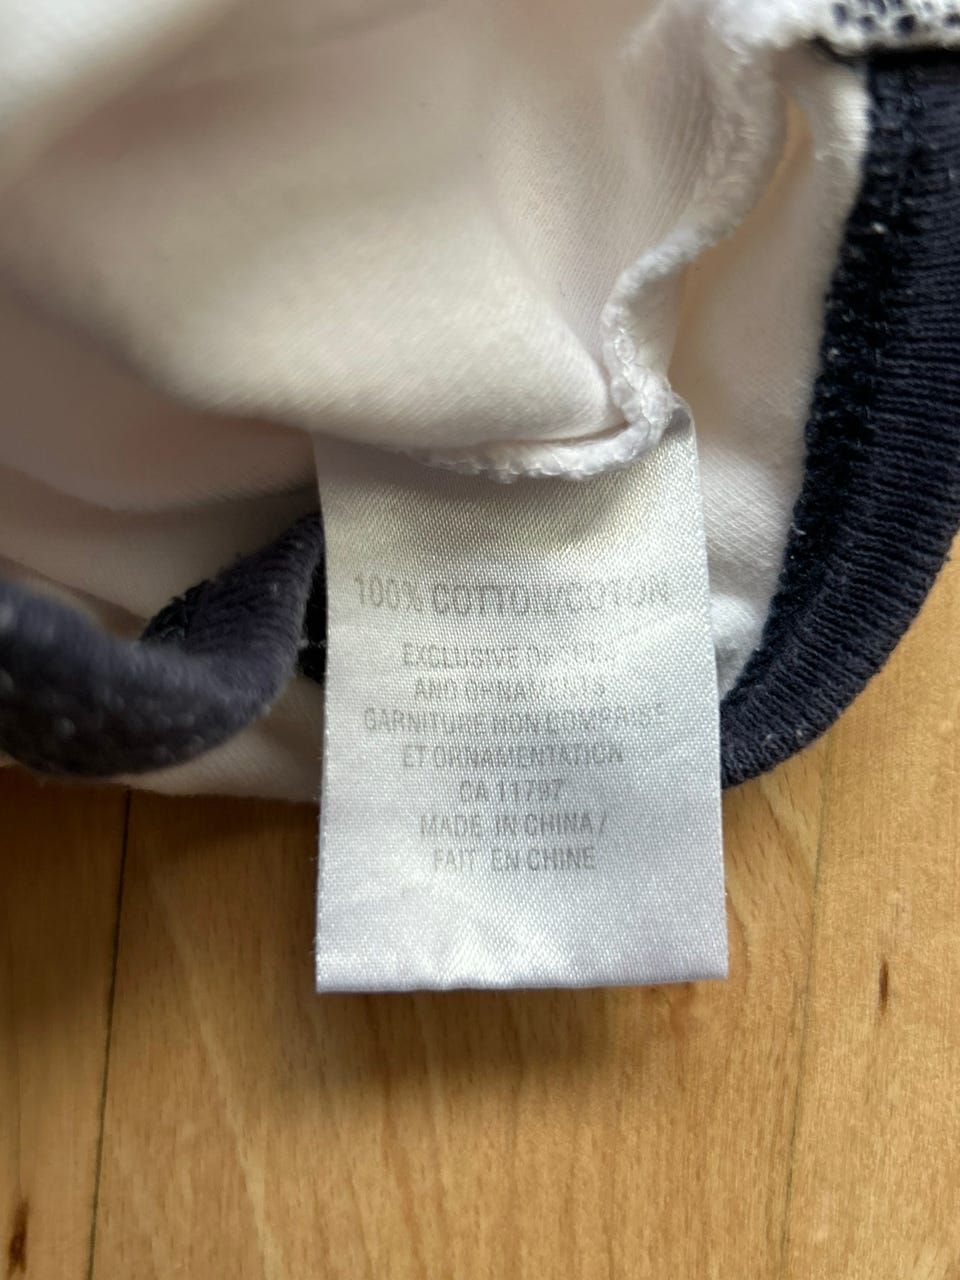 100% COTTON/COTON
EXCLUSIVE OF
AND ORNAMENTS
GARNITURE NON COMPRISE
ET ORNAMENTATION
CA 11797
MADE IN CHINA/
FAIT EN CHINE